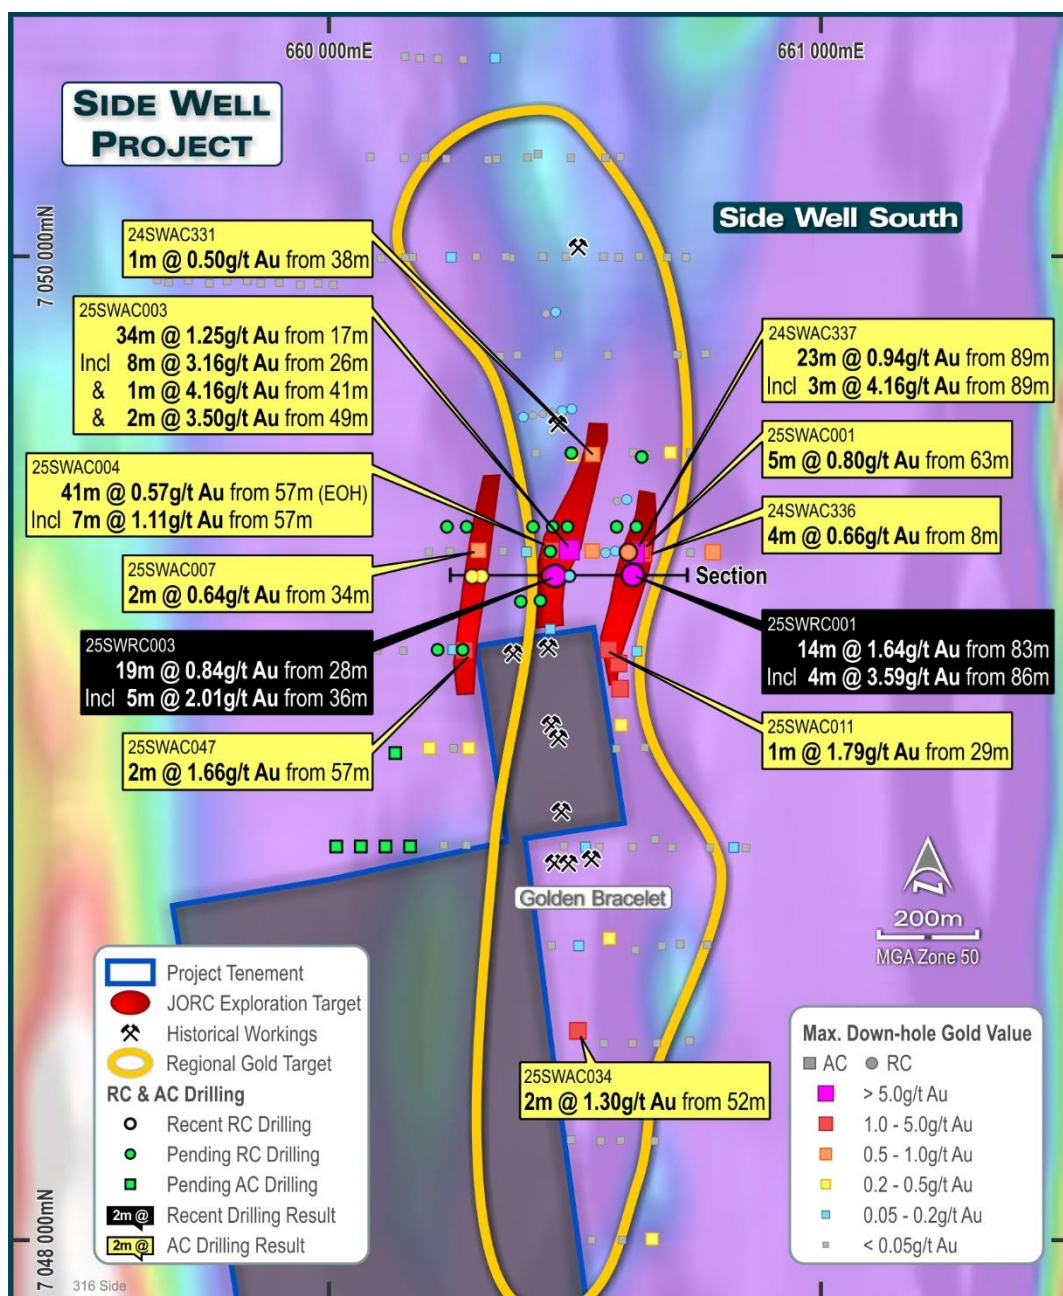 660 000mE
661 000mE
SIDE WELL
PROJECT
Side Well South
7 050 000mN
24SWAC331
1m @ 0.50g/t Au from 38m
25SWAC003
34m @ 1.25g/t Au from 17m
Incl 8m @ 3.16g/t Au from 26m
& 1m @ 4.16g/t Au from 41m
& 2m @ 3.50g/t Au from 49m
24SWAC337
23m @ 0.94g/t Au from 89m
Incl 3m @ 4.16g/t Au from 89m
25SWAC001
5m @ 0.80g/t Au from 63m
25SWAC004
41m @ 0.57g/t Au from 57m (EOH)
Incl 7m @ 1.11g/t Au from 57m
24SWAC336
4m @ 0.66g/t Au from 8m
25SWAC007
2m @ 0.64g/t Au from 34m
Section
25SWRC003
19m @ 0.84g/t Au from 28m
Incl 5m @ 2.01g/t Au from 36m
25SWRC001
14m @ 1.64g/t Au from 83m
Incl 4m @ 3.59g/t Au from 86m
25SWAC047
2m @ 1.66g/t Au from 57m
25SWAC011
1m @ 1.79g/t Au from 29m
Golden Bracelet
N
200m
MGA Zone 50
25SWAC034
2m @ 1.30g/t Au from 52m
Project Tenement
JORC Exploration Target
Historical Workings
Regional Gold Target
RC & AC Drilling
Recent RC Drilling
Pending RC Drilling
Pending AC Drilling
2m @ Recent Drilling Result
2m @ AC Drilling Result
Max. Down-hole Gold Value
AC RC
> 5.0g/t Au
1.0 - 5.0g/t Au
0.5 - 1.0g/t Au
0.2 - 0.5g/t Au
0.05 - 0.2g/t Au
< 0.05g/t Au
7 048 000mN
316 Side